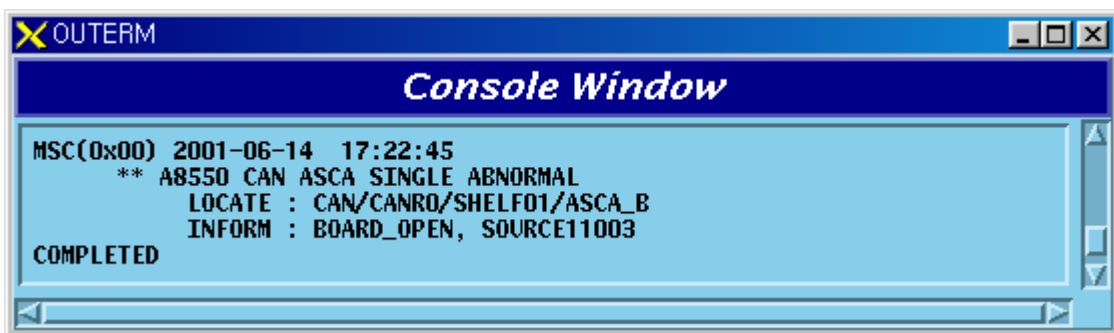 OUTERM
Console Window
MSC(0x00) 2001-06-14 17:22:45
** A8550 CAN ASCA SINGLE ABNORMAL
LOCATE : CAN/CANR0/SHELF01/ASCA_B
INFORM : BOARD_OPEN, SOURCE11003
COMPLETED